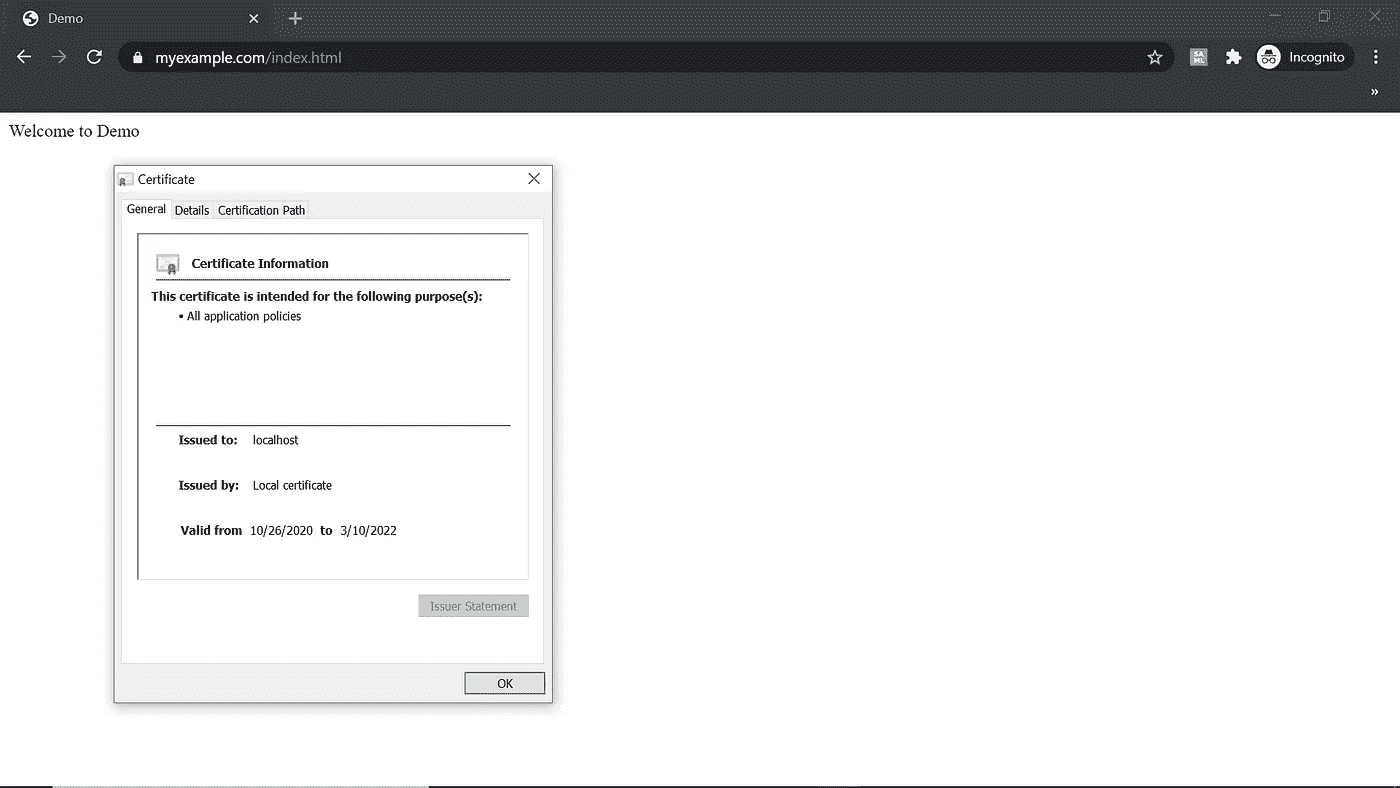 Demo
myexample.com/index.html
SA
ML
Incognito
»
Welcome to Demo
Certificate
General Details Certification Path
Certificate Information
This certificate is intended for the following purpose(s):
• All application policies
Issued to: localhost
Issued by: Local certificate
Valid from 10/26/2020 to 3/10/2022
Issuer Statement
OK